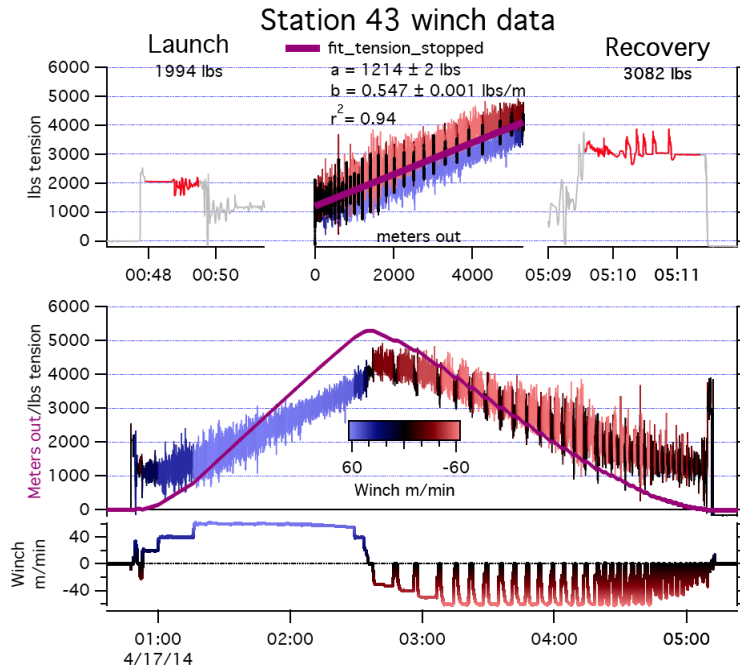 Station 43 winch data
Launch
1994 lbs
fit_tension_stopped
a = 1214 ± 2 lbs
b = 0.547 ± 0.001 lbs/m
r²= 0.94
Recovery
3082 lbs
lbs tension
6000
5000
4000
3000
2000
1000
0
00:48
00:50
meters out
0
2000
4000
05:09
05:10
05:11
Meters out/lbs tension
6000
5000
4000
3000
2000
1000
0
60
-60
Winch m/min
Winch
m/min
40
0
-40
01:00
02:00
03:00
04:00
05:00
4/17/14